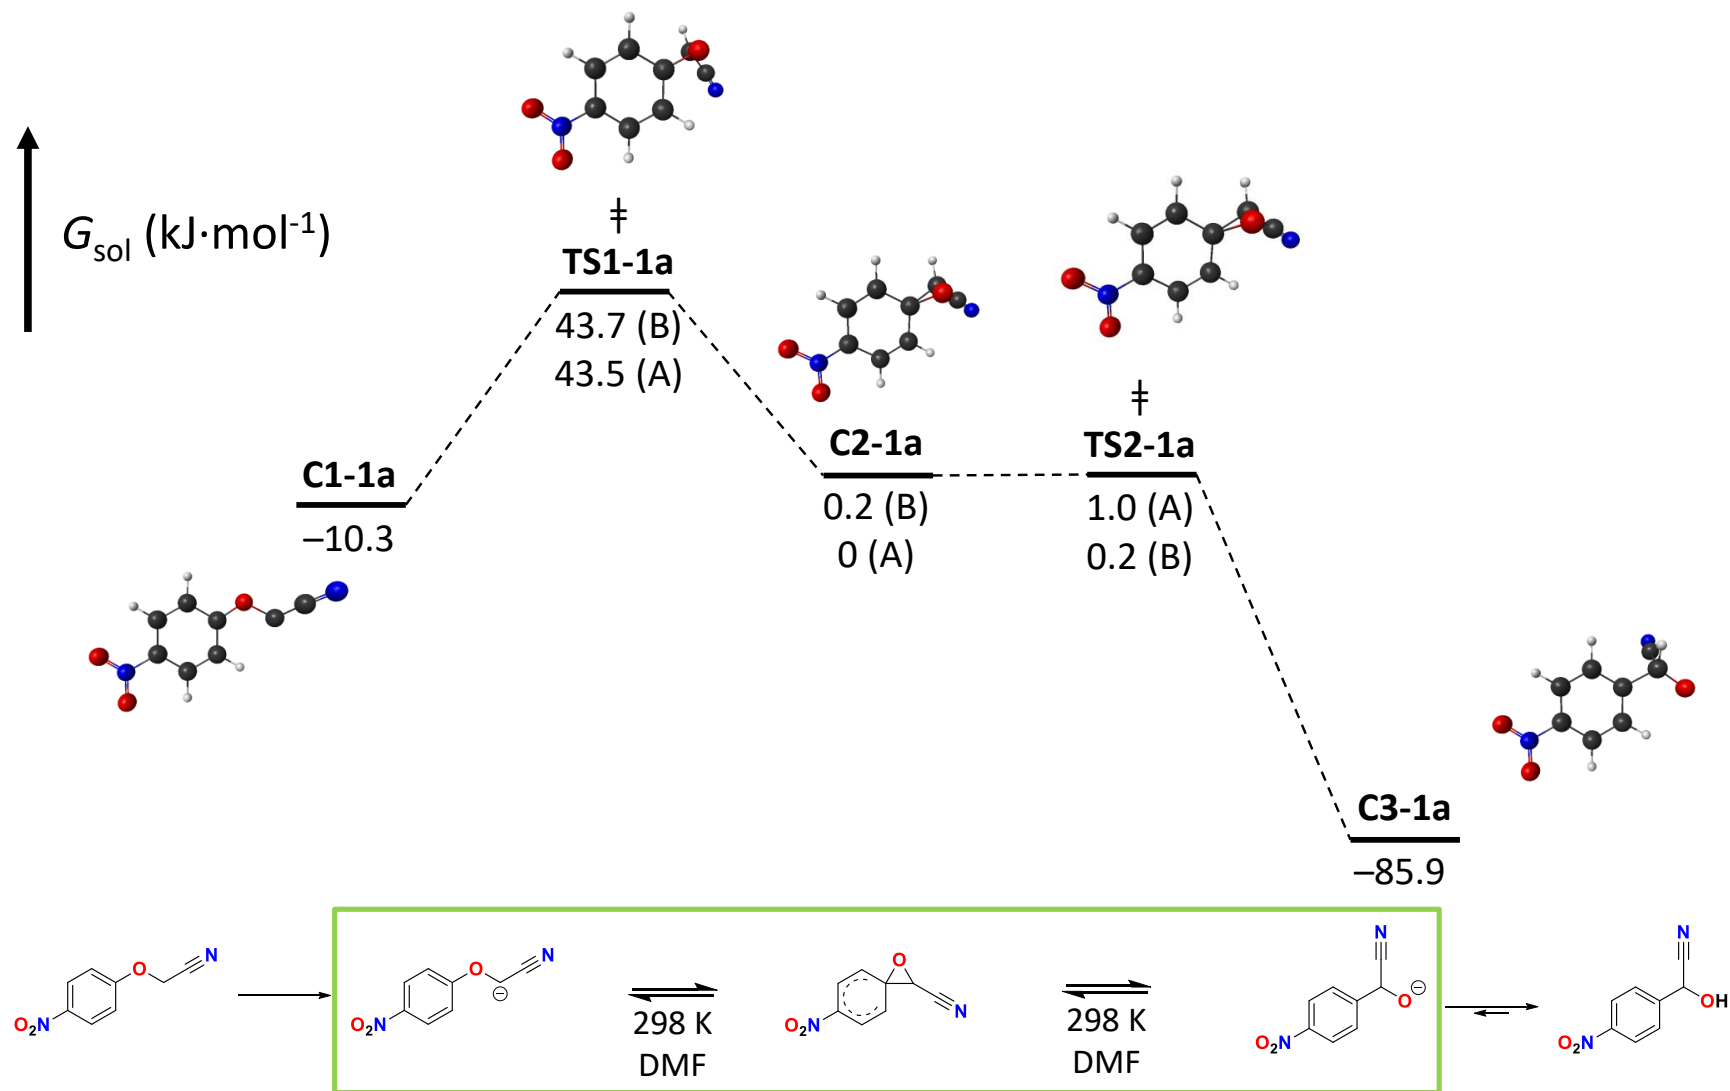 ‡
TS1-1a
43.7 (B)
43.5 (A)
Gsol (kJ·mol-1)
C2-1a
0.2 (B)
0 (A)
‡
TS2-1a
1.0 (A)
0.2 (B)
C1-1a
–10.3
C3-1a
–85.9
O N
O2N
O N
⊖
O2N
298 K
DMF
O
N
O2N
298 K
DMF
N
O ⊖
O2N
N
OH
O2N